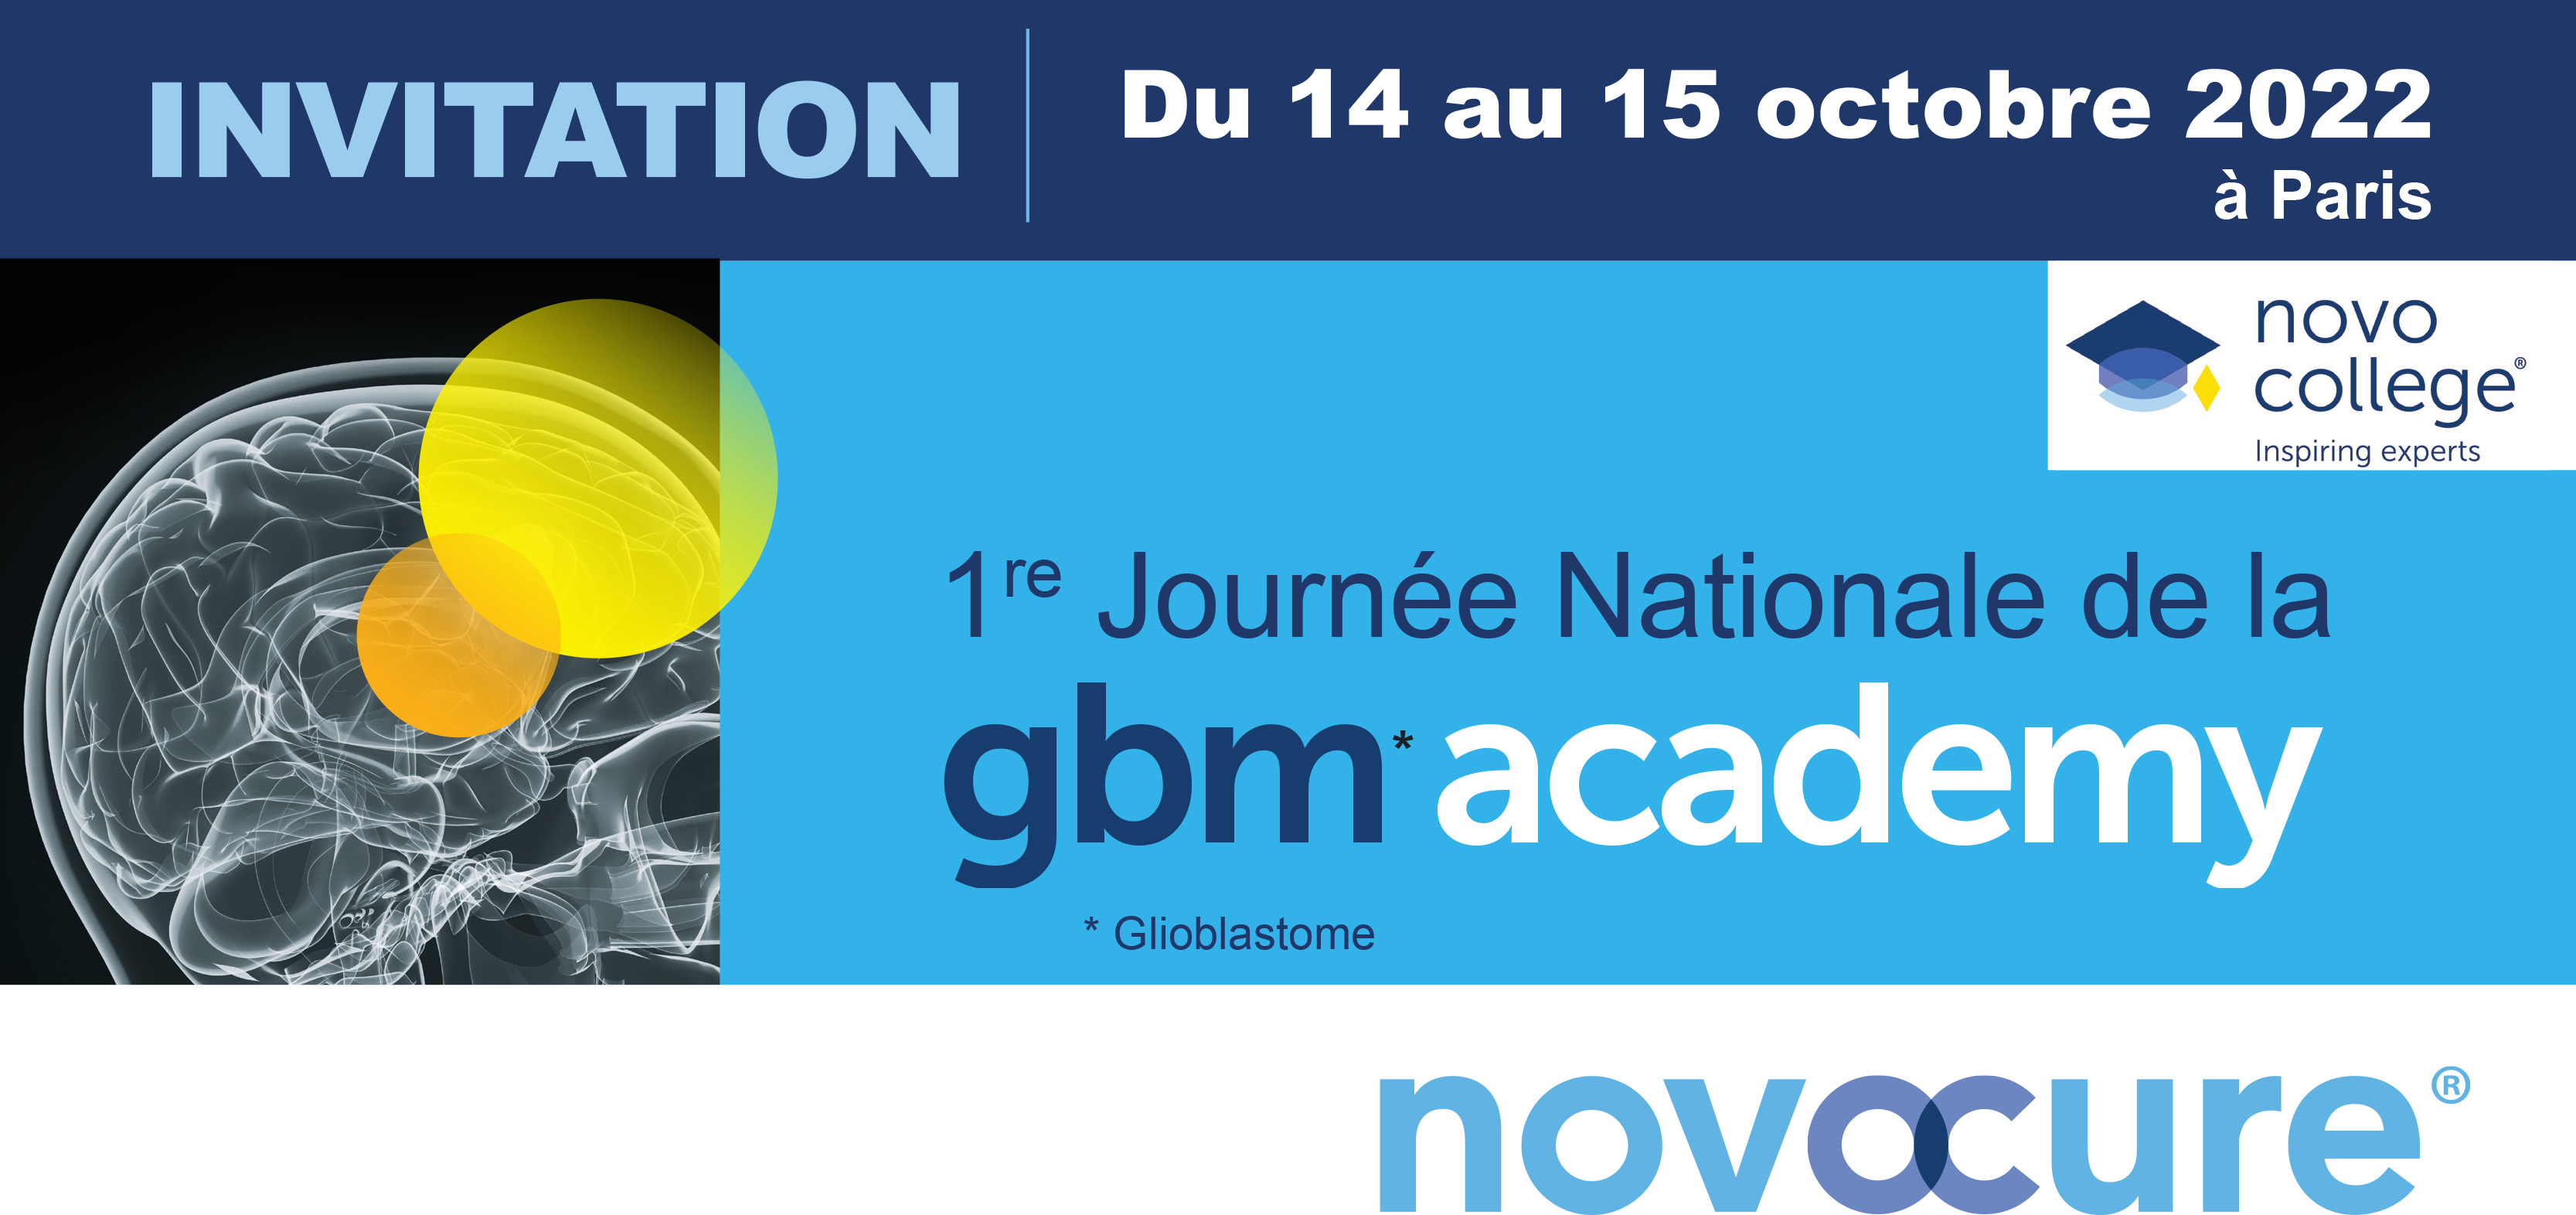 INVITATION
Du 14 au 15 octobre 2022
à Paris
novo
college®
Inspiring experts
1re Journée Nationale de la
gbm* academy
* Glioblastome
novocure®